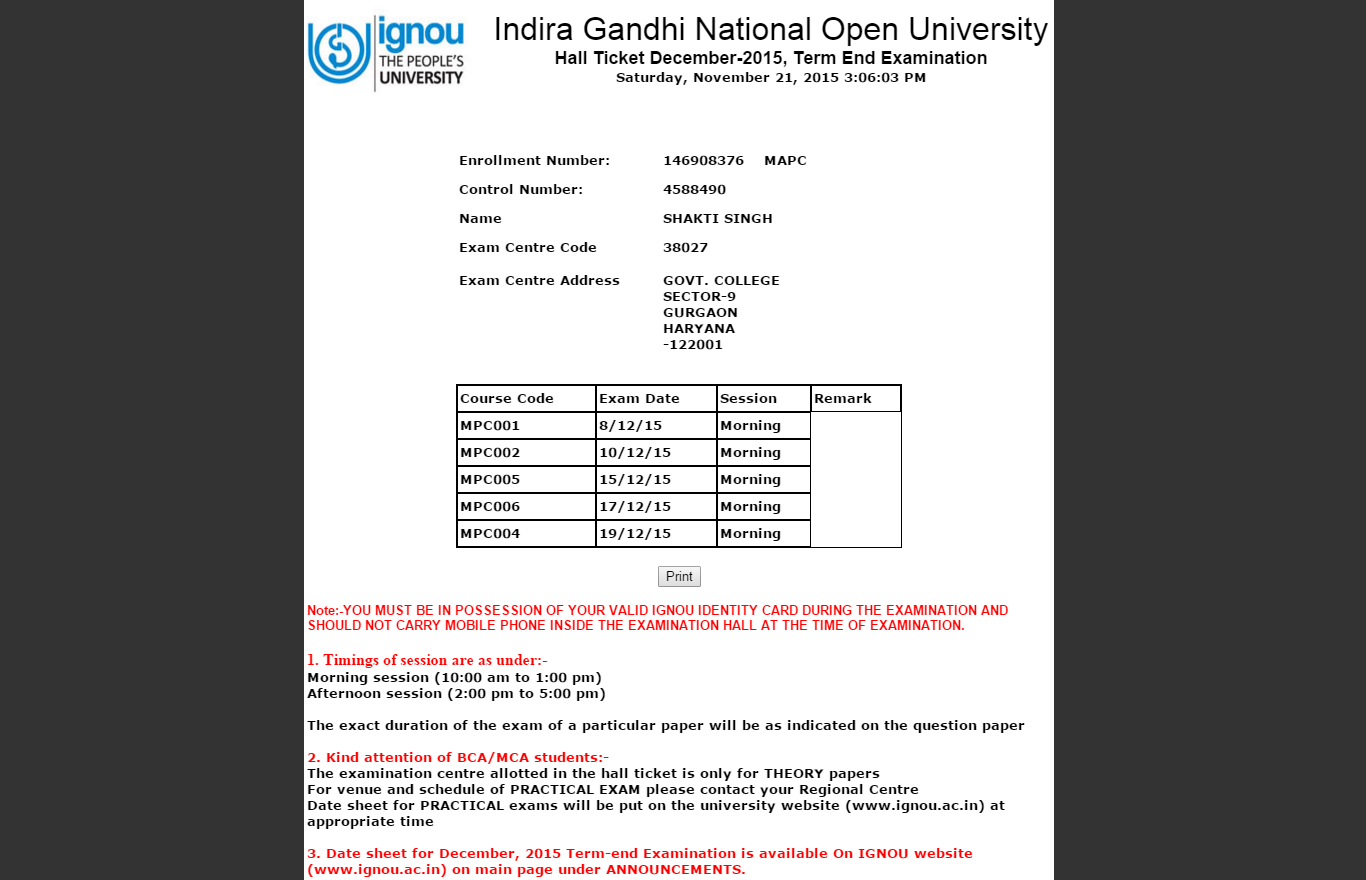 ignou
THE PEOPLE'S
UNIVERSITY
Indira Gandhi National Open University
Hall Ticket December-2015, Term End Examination
Saturday, November 21, 2015 3:06:03 PM
Enrollment Number: 146908376 MAPC
Control Number: 4588490
Name SHAKTI SINGH
Exam Centre Code 38027
Exam Centre Address GOVT. COLLEGE
SECTOR-9
GURGAON
HARYANA
-122001
Course Code Exam Date Session Remark
MPC001 8/12/15 Morning
MPC002 10/12/15 Morning
MPC005 15/12/15 Morning
MPC006 17/12/15 Morning
MPC004 19/12/15 Morning
Print
Note:-YOU MUST BE IN POSSESSION OF YOUR VALID IGNOU IDENTITY CARD DURING THE EXAMINATION AND
SHOULD NOT CARRY MOBILE PHONE INSIDE THE EXAMINATION HALL AT THE TIME OF EXAMINATION.
1. Timings of session are as under:-
Morning session (10:00 am to 1:00 pm)
Afternoon session (2:00 pm to 5:00 pm)
The exact duration of the exam of a particular paper will be as indicated on the question paper
2. Kind attention of BCA/MCA students:-
The examination centre allotted in the hall ticket is only for THEORY papers
For venue and schedule of PRACTICAL EXAM please contact your Regional Centre
Date sheet for PRACTICAL exams will be put on the university website (www.ignou.ac.in) at
appropriate time
3. Date sheet for December, 2015 Term-end Examination is available On IGNOU website
(www.ignou.ac.in) on main page under ANNOUNCEMENTS.